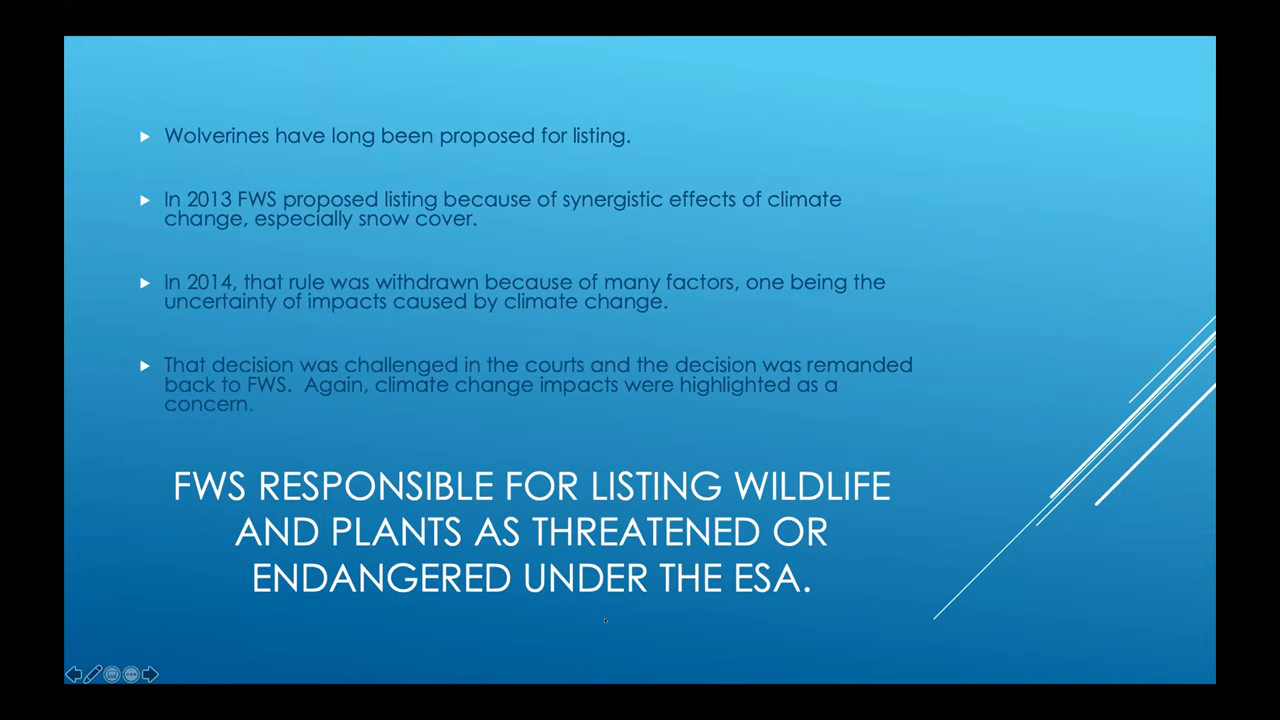 Wolverines have long been proposed for listing.
In 2013 FWS proposed listing because of synergistic effects of climate
change, especially snow cover.
In 2014, that rule was withdrawn because of many factors, one being the
uncertainty of impacts caused by climate change.
That decision was challenged in the courts and the decision was remanded
back to FWS.  Again, climate change impacts were highlighted as a
concern.
FWS RESPONSIBLE FOR LISTING WILDLIFE
AND PLANTS AS THREATENED OR
ENDANGERED UNDER THE ESA.